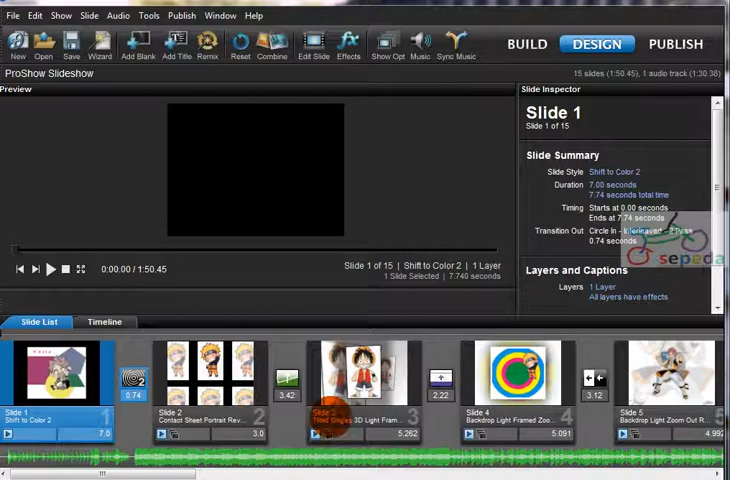 File Edit Show Slide Audio Tools Publish Window Help
New Open Save Wizard Add Blank Add Title Remix Reset Combine Edit Slide Effects Show Opt Music Sync Music
BUILD DESIGN PUBLISH
ProShow Slideshow
15 slides (1:50.45), 1 audio track (1:30.38)
Preview
Slide Inspector
Slide 1
Slide 1 of 15
Slide Summary
Slide Style Shift to Color 2
Duration 7.00 seconds
7.74 seconds total time
Timing Starts at 0.00 seconds
Ends at 7.74 seconds
Transition Out Circle In - Interleaved - 2 Pass
0.74 seconds
sepeda
Layers and Captions
Layers 1 Layer
All layers have effects
0:00.00 / 1:50.45
Slide 1 of 15 | Shift to Color 2 | 1 Layer
1 Slide Selected | 7.740 seconds
Slide List Timeline
Slide 1
Shift to Color 2
1
7.0
2
0.74
Slide 2
Contact Sheet Portrait Rev...
2
3.0
3.42
Slide 3
Tilted Singles 3D Light Fram...
3
5.262
2.22
Slide 4
Backdrop Light Framed Zoo...
4
5.091
3.12
Slide 5
Backdrop Light Zoom Out R...
4.992